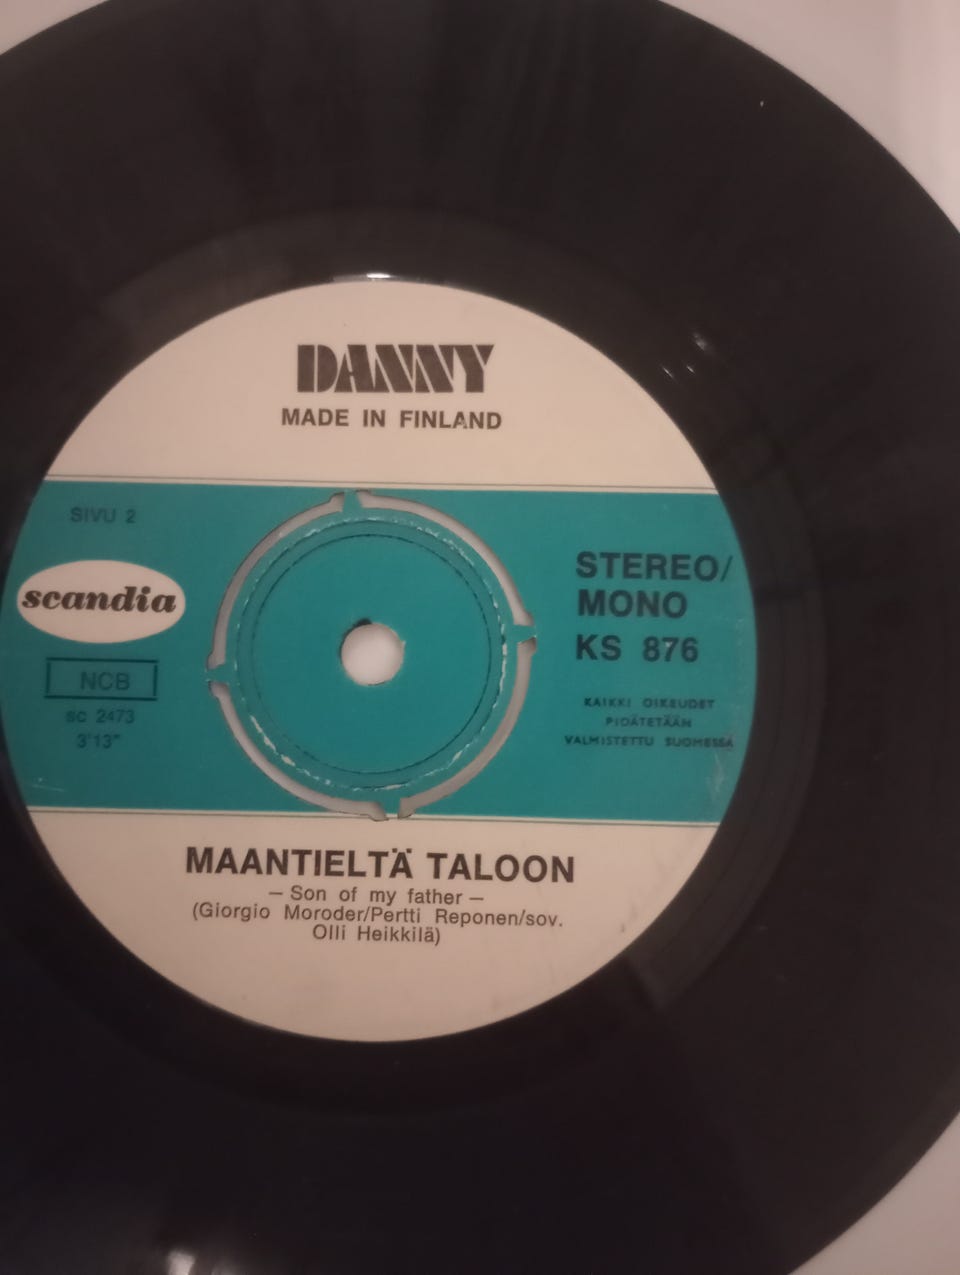 DANNY
MADE IN FINLAND
SIVU 2
scandia
NCB
sc 2473
3'13"
STEREO/
MONO
KS 876
KAIKKI OIKEUDET
PIDÄTETÄÄN
VALMISTETTU SUOMESSA
MAANTIELTÄ TALOON
— Son of my father —
(Giorgio Moroder/Pertti Reponen/sov.
Olli Heikkilä)